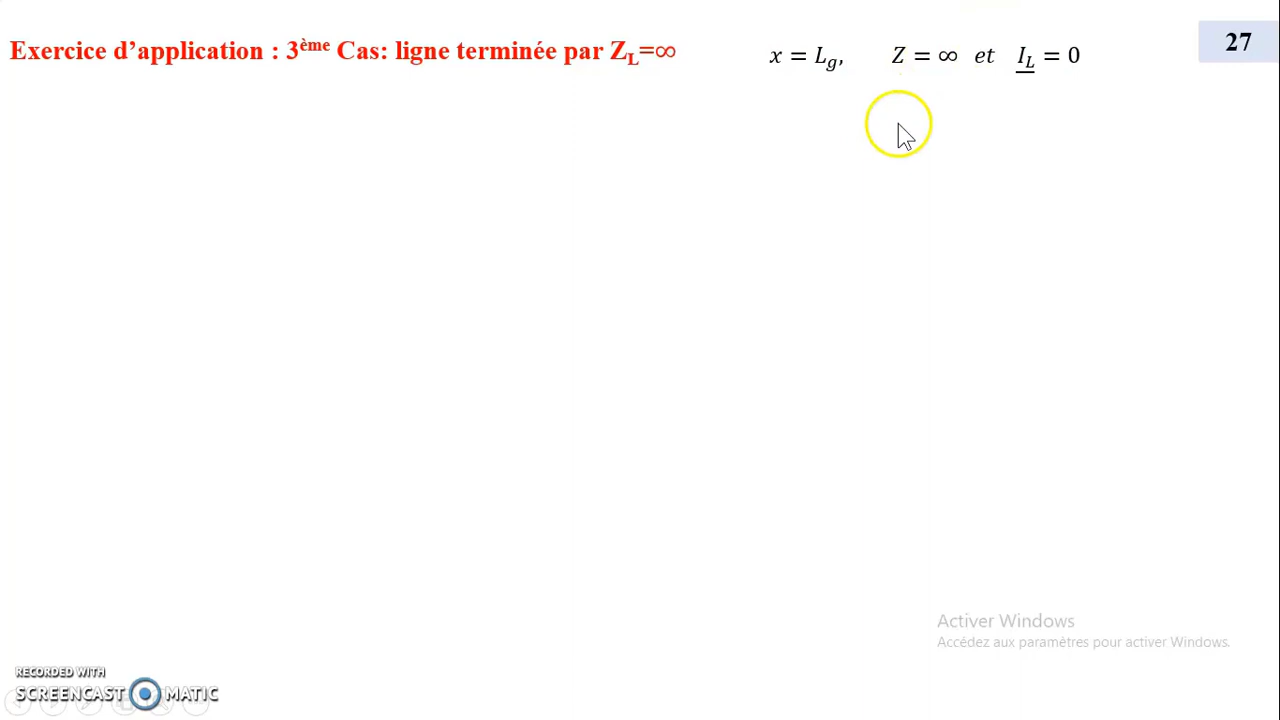 Exercice d'application : 3ème Cas: ligne terminée par ZL=∞
x = Lg, Z = ∞ et IL = 0
27
Activer Windows
Accédez aux paramètres pour activer Windows.
RECORDED WITH
SCREENCAST MATIC